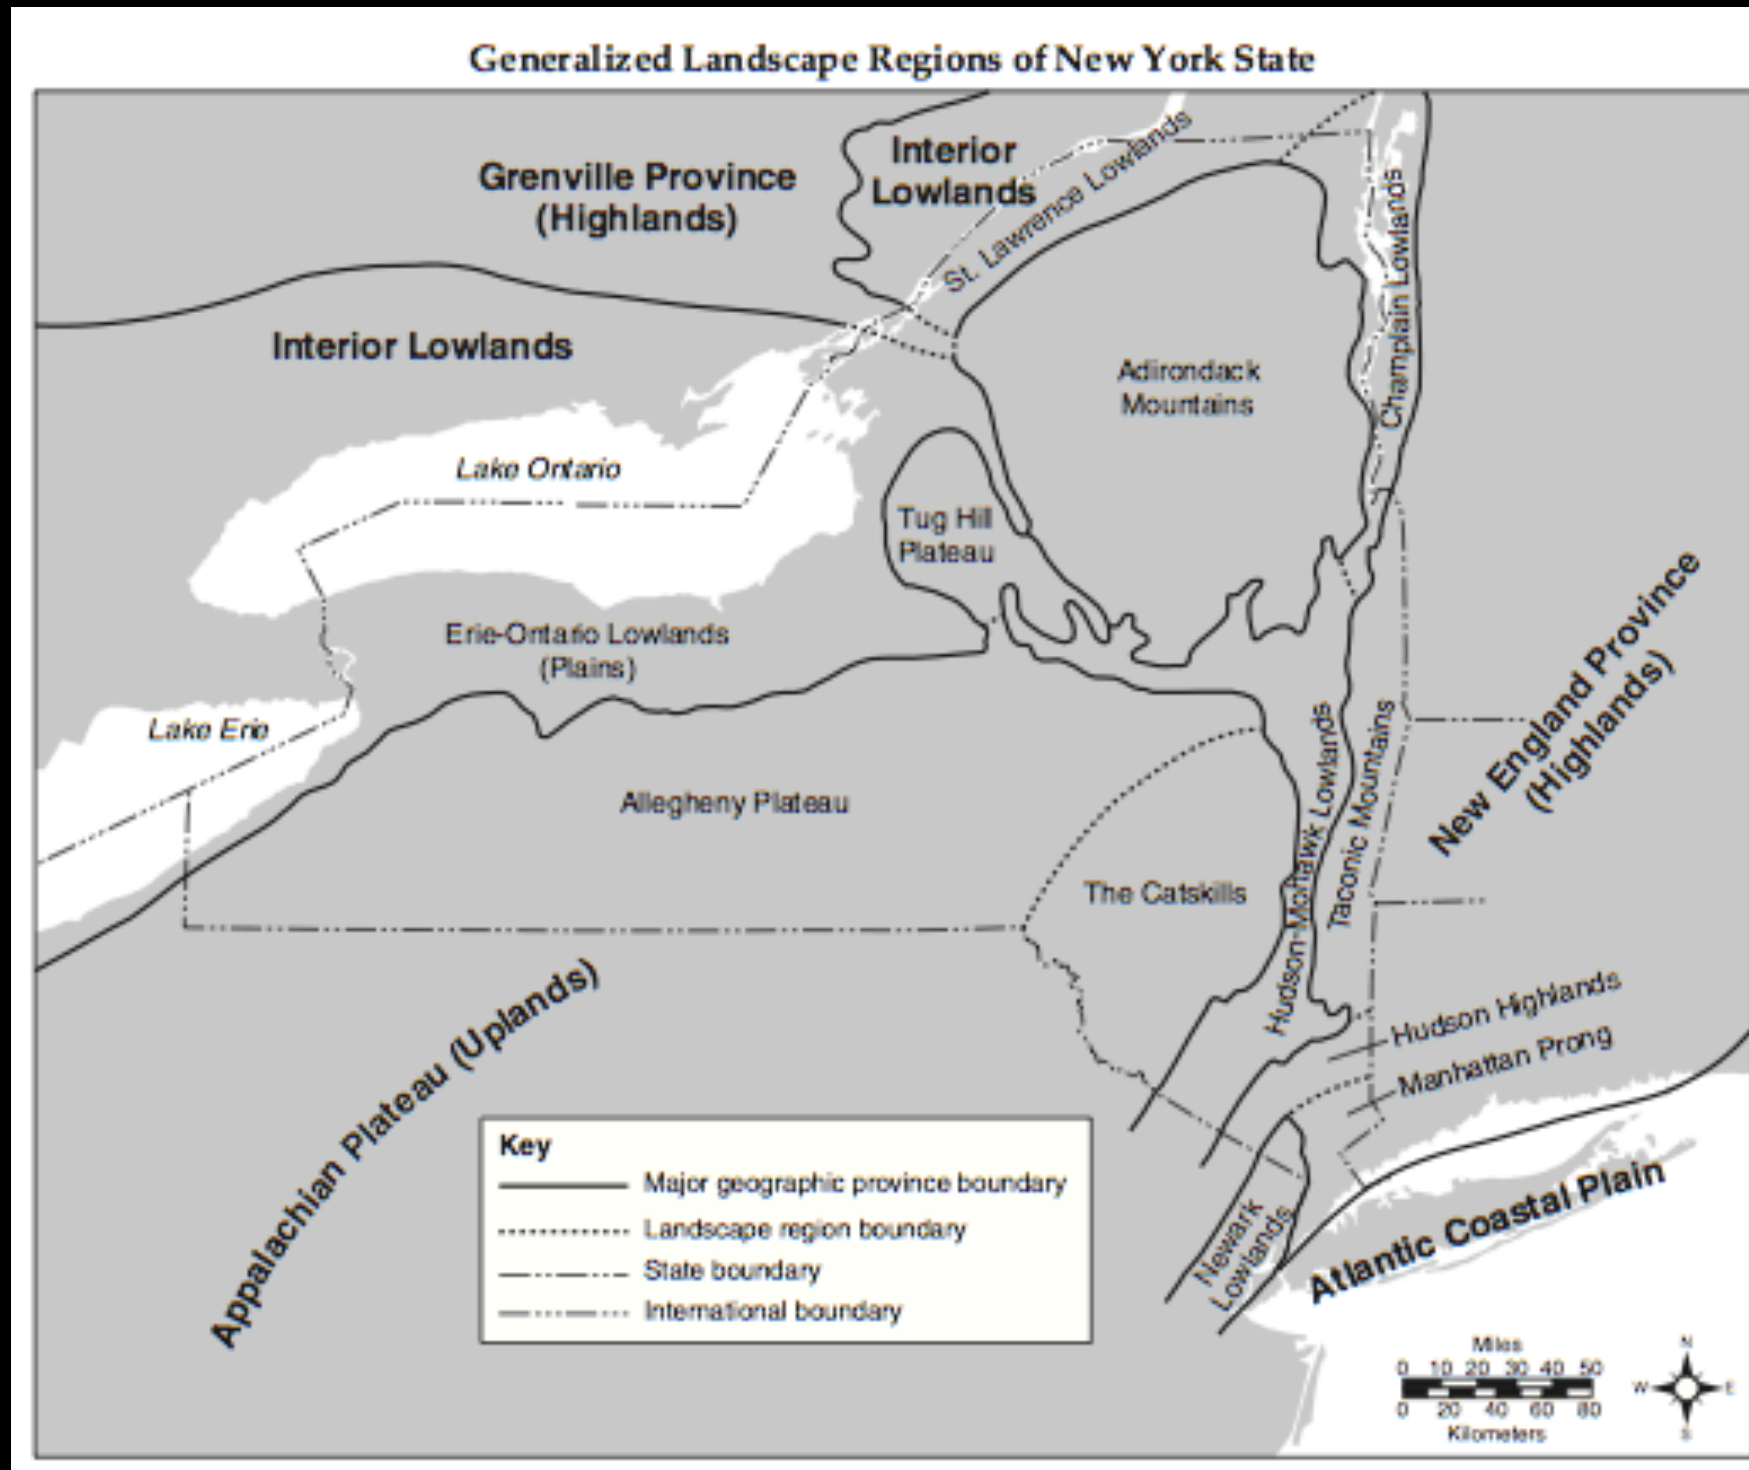 Generalized Landscape Regions of New York State
Grenville Province
(Highlands)
Interior
Lowlands
St. Lawrence Lowlands
Champlain Lowlands
Interior Lowlands
Adirondack
Mountains
Lake Ontario
Tug Hill
Plateau
Erie-Ontario Lowlands
(Plains)
Lake Erie
Allegheny Plateau
The Catskills
Hudson-Mohawk Lowlands
Taconic Mountains
New England Province
(Highlands)
Appalachian Plateau (Uplands)
Hudson Highlands
Manhattan Prong
Newark
Lowlands
Atlantic Coastal Plain
Key
Major geographic province boundary
Landscape region boundary
State boundary
International boundary
Miles
0 10 20 30 40 50
0 20 40 60 80
Kilometers
N
W E
S